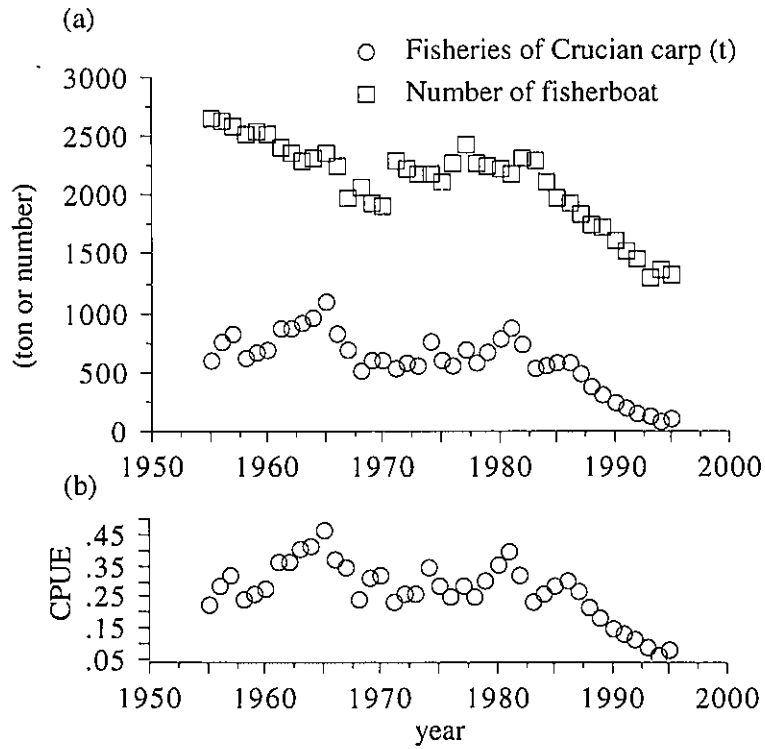 (a)
Fisheries of Crucian carp (t)
Number of fisherboat
3000
2500
2000
1500
1000
500
0
(ton or number)
1950 1960 1970 1980 1990 2000
(b)
.45
.35
.25
.15
.05
CPUE
1950 1960 1970 1980 1990 2000
year